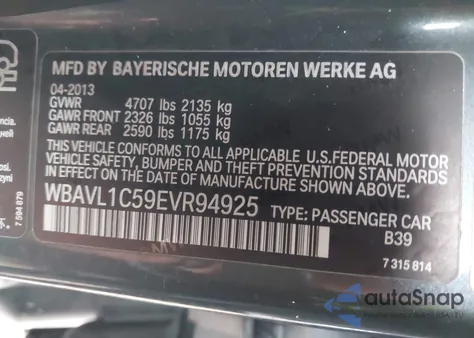 MFD BY BAYERISCHE MOTOREN WERKE AG
04-2013
GVWR 4707 lbs 2135 kg
GAWR FRONT 2326 lbs 1055 kg
GAWR REAR 2590 lbs 1175 kg
THIS VEHICLE CONFORMS TO ALL APPLICABLE U.S. FEDERAL MOTOR
VEHICLE SAFETY, BUMPER AND THEFT PREVENTION STANDARDS
IN EFFECT ON THE DATE OF MANUFACTURE SHOWN ABOVE.
WBAVL1C59EVR94925 TYPE: PASSENGER CAR
B39
7 315 814
7 594 879
autoSnap